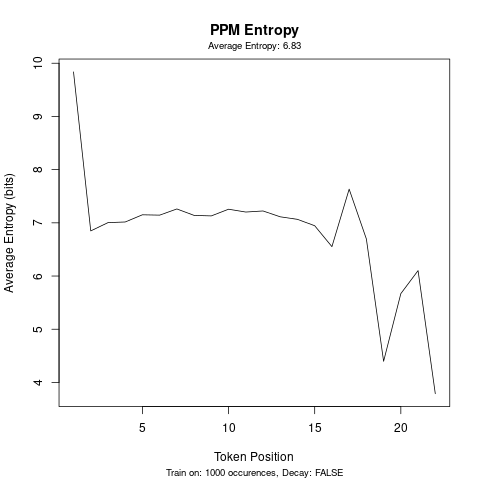 PPM Entropy
Average Entropy: 6.83
10
9
8
7
6
5
4
Average Entropy (bits)
5
10
15
20
Token Position
Train on: 1000 occurences, Decay: FALSE